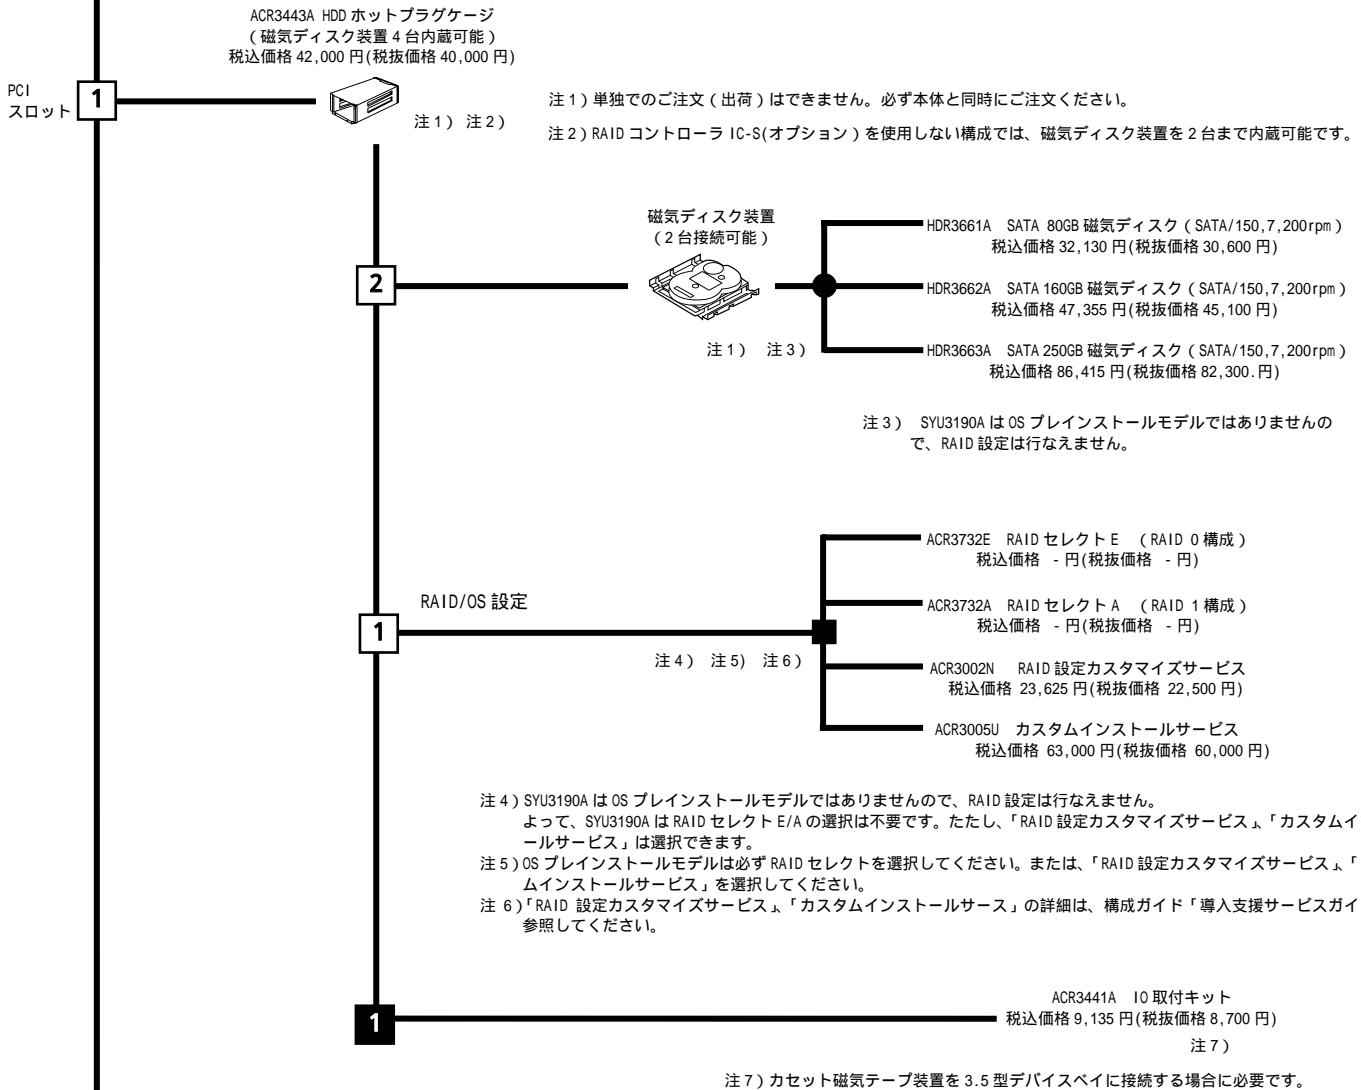 ACR3443A HDD ホットプラグケージ
(磁気ディスク装置 4 台内蔵可能)
税込価格 42,000 円(税抜価格 40,000 円)
PCI
スロット
1
注 1) 注 2)
注 1) 単独でのご注文(出荷)はできません。必ず本体と同時にご注文ください。
注 2) RAID コントローラ IC-S(オプション)を使用しない構成では、磁気ディスク装置を 2 台まで内蔵可能です。
磁気ディスク装置
(2 台接続可能)
2
注 1) 注 3)
HDR3661A SATA 80GB 磁気ディスク(SATA/150,7,200rpm)
税込価格 32,130 円(税抜価格 30,600 円)
HDR3662A SATA 160GB 磁気ディスク(SATA/150,7,200rpm)
税込価格 47,355 円(税抜価格 45,100 円)
HDR3663A SATA 250GB 磁気ディスク(SATA/150,7,200rpm)
税込価格 86,415 円(税抜価格 82,300.円)
注 3) SYU3190A は OS プレインストールモデルではありませんの
で、RAID 設定は行なえません。
RAID/OS 設定
1
注 4) 注 5) 注 6)
ACR3732E RAID セレクト E (RAID 0 構成)
税込価格 - 円(税抜価格 - 円)
ACR3732A RAID セレクト A (RAID 1 構成)
税込価格 - 円(税抜価格 - 円)
ACR3002N RAID 設定カスタマイズサービス
税込価格 23,625 円(税抜価格 22,500 円)
ACR3005U カスタムインストールサービス
税込価格 63,000 円(税抜価格 60,000 円)
注 4) SYU3190A は OS プレインストールモデルではありませんので、RAID 設定は行なえません。
よって、SYU3190A は RAID セレクト E/A の選択は不要です。たたし、「RAID 設定カスタマイズサービス」、「カスタムイ
ールサービス」は選択できます。
注 5) OS プレインストールモデルは必ず RAID セレクトを選択してください。または、「RAID 設定カスタマイズサービス」、「
ムインストールサービス」を選択してください。
注 6)「RAID 設定カスタマイズサービス」、「カスタムインストールサース」の詳細は、構成ガイド「導入支援サービスガイ
参照してください。
1
ACR3441A IO 取付キット
税込価格 9,135 円(税抜価格 8,700 円)
注 7)
注 7) カセット磁気テープ装置を 3.5 型デバイスベイに接続する場合に必要です。